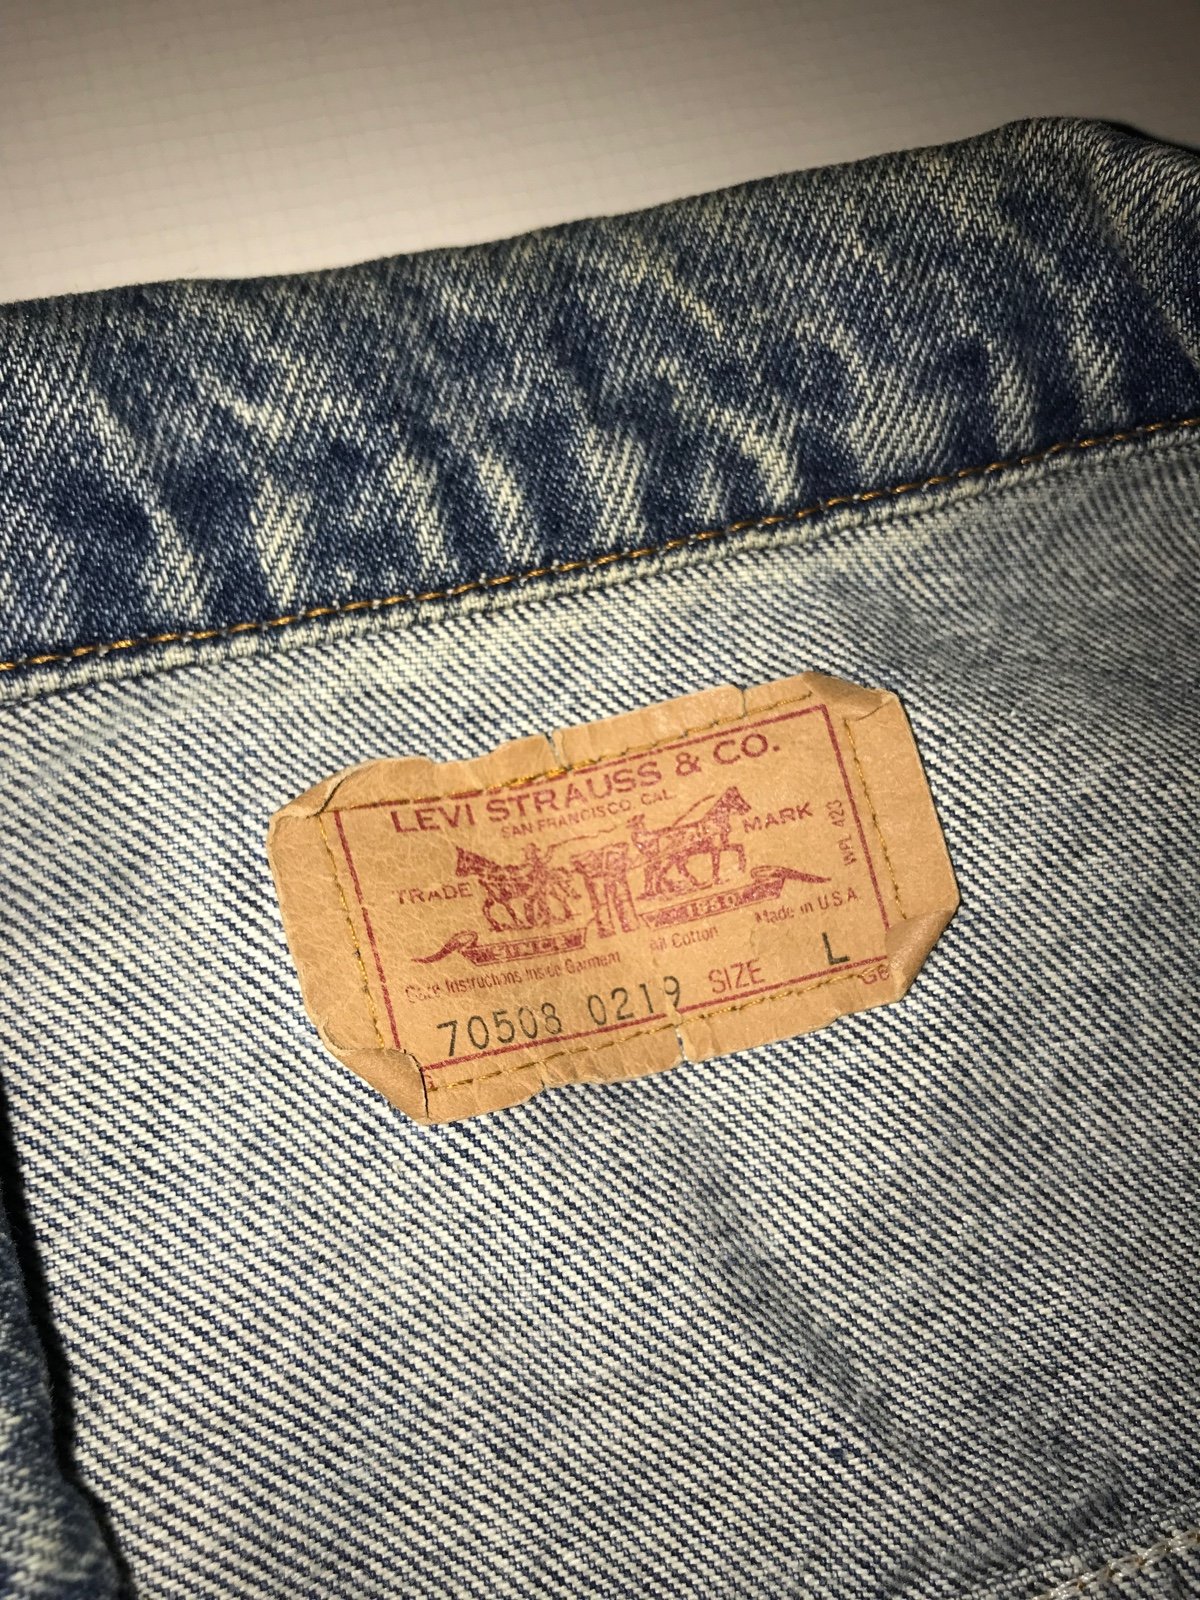 LEVI STRAUSS & CO.
SAN FRANCISCO, CAL
TRADE MARK
WPL 423
Made in U S A
All Cotton
Care Instructions Inside Garment
70508 0219 SIZE L